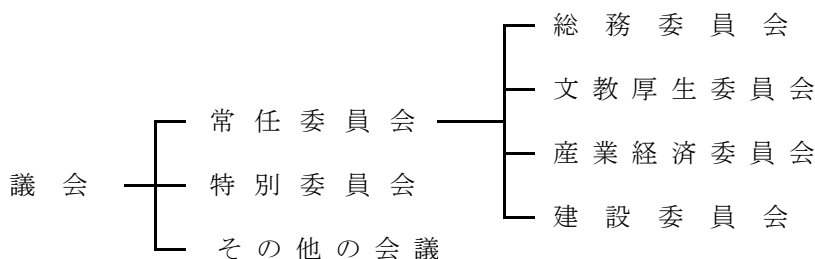 総務委員会
文教厚生委員会
常任委員会
産業経済委員会
議会
特別委員会
建設委員会
その他の会議